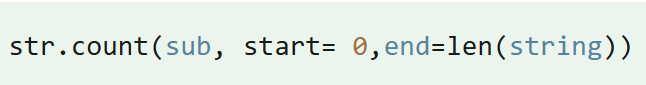 str.count(sub, start= 0,end=len(string))